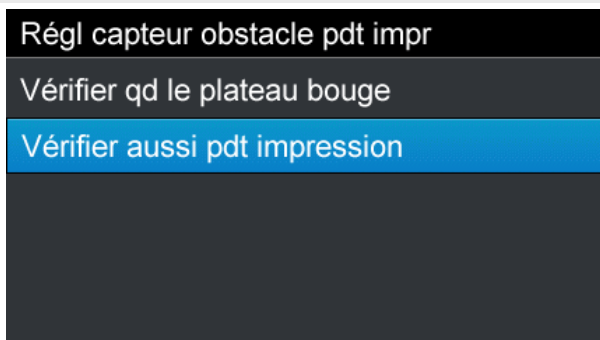 Régl capteur obstacle pdt impr
Vérifier qd le plateau bouge
Vérifier aussi pdt impression